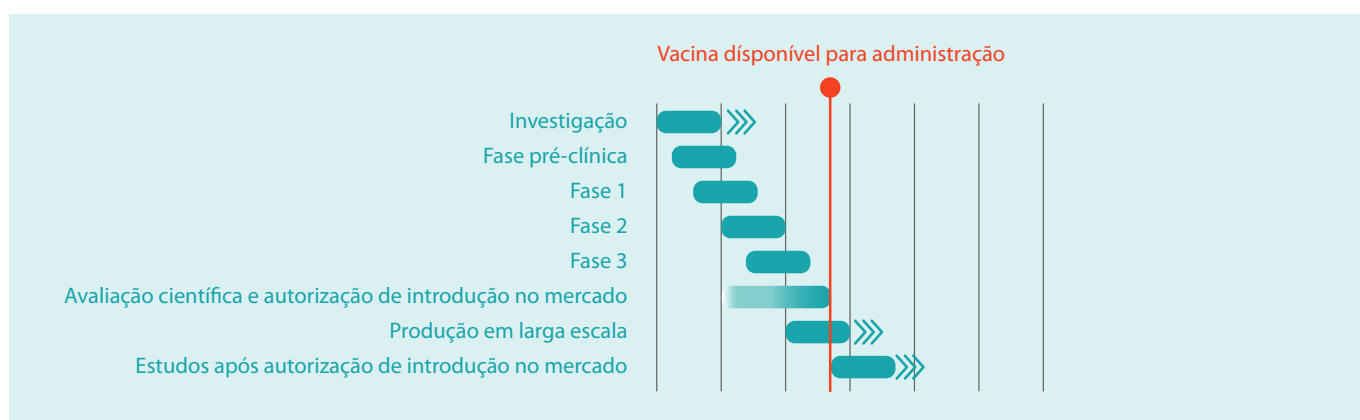 Vacina dísponível para administração
Investigação
Fase pré-clínica
Fase 1
Fase 2
Fase 3
Avaliação científica e autorização de introdução no mercado
Produção em larga escala
Estudos após autorização de introdução no mercado